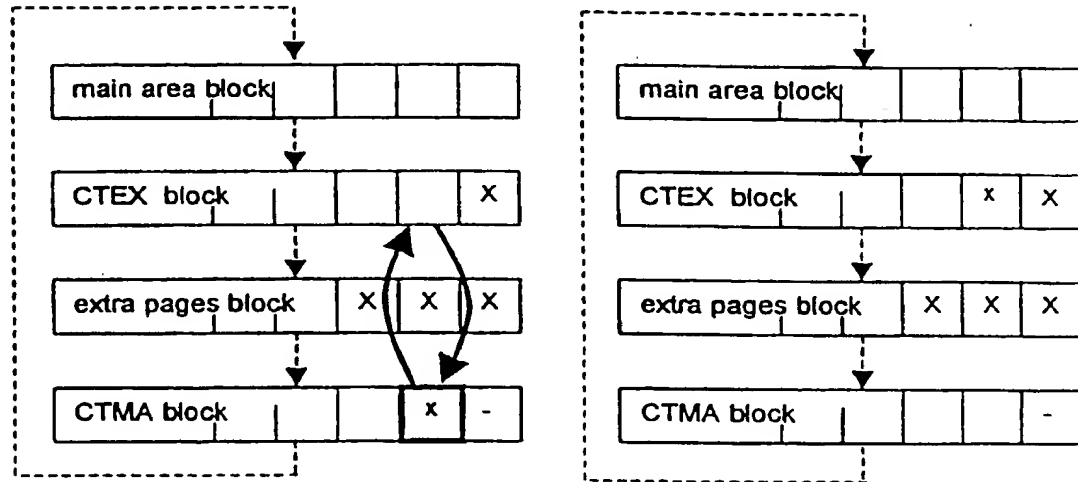 main area block
CTEX block X
extra pages block X X X
CTMA block x -
main area block
CTEX block x X
extra pages block X X X
CTMA block -